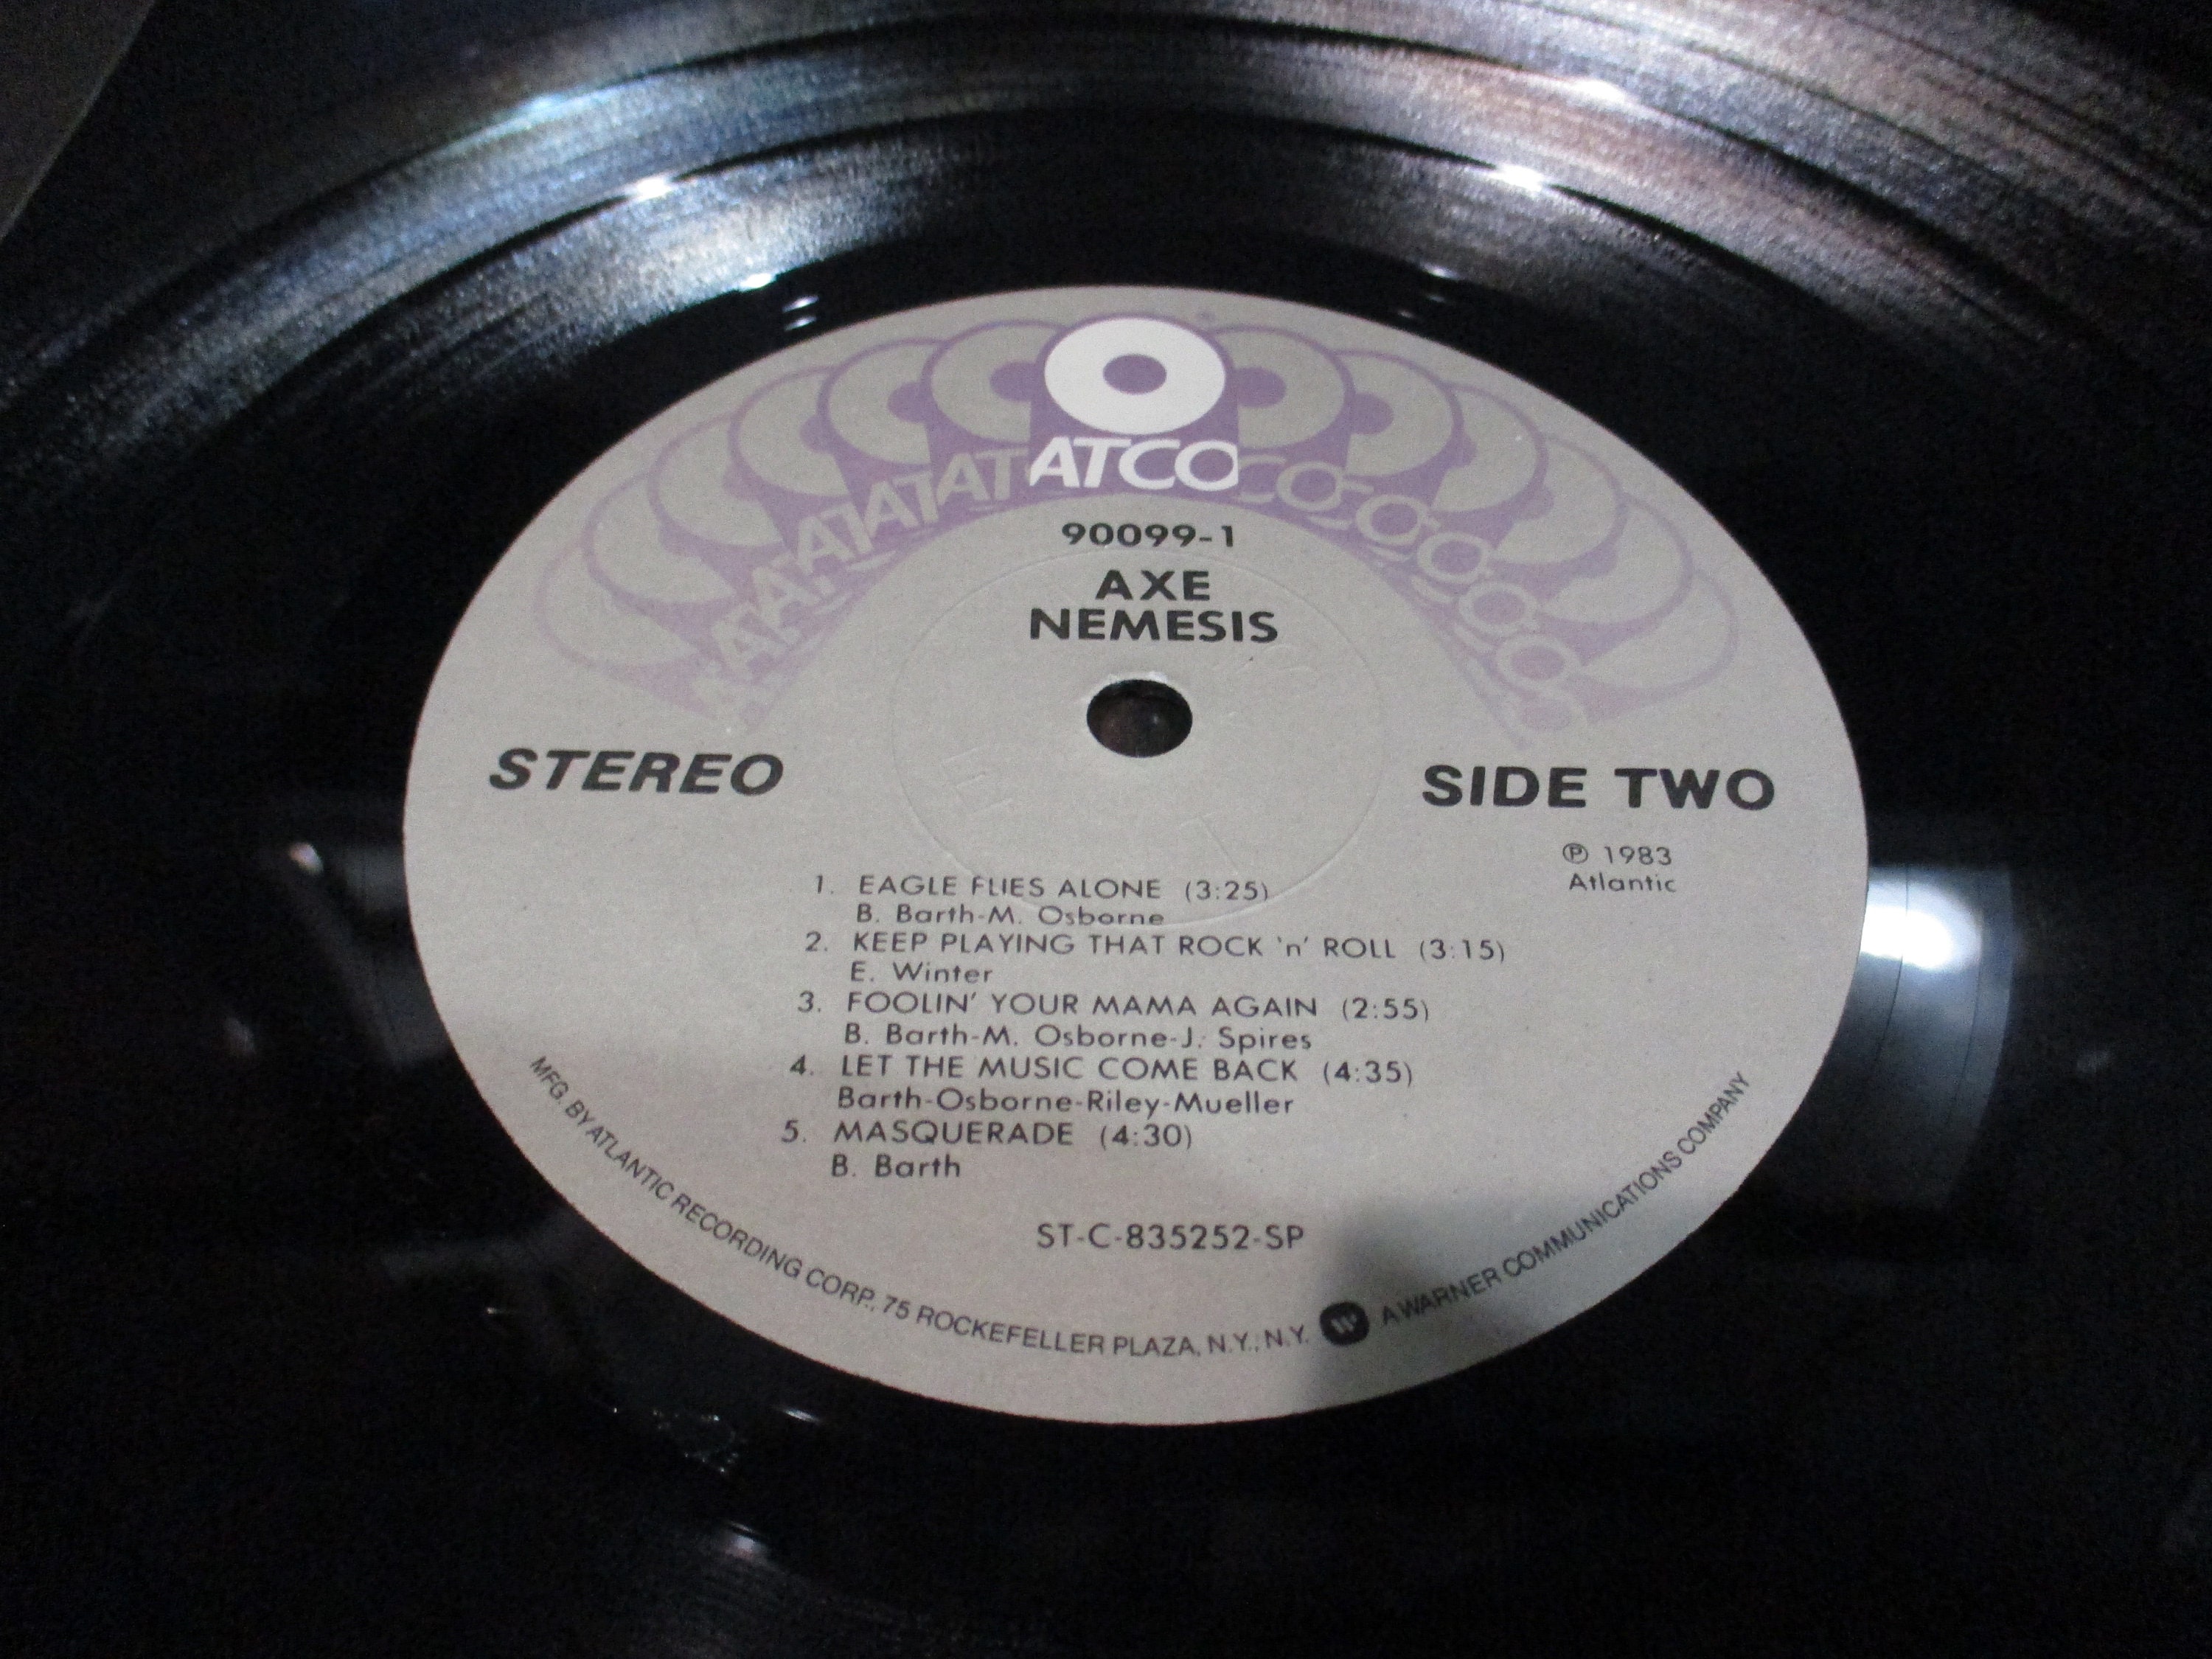 ATCO
90099-1
AXE
NEMESIS
STEREO
SIDE TWO
℗ 1983
Atlantic
1. EAGLE FLIES ALONE (3:25)
B. Barth-M. Osborne
2. KEEP PLAYING THAT ROCK 'n' ROLL (3:15)
E. Winter
3. FOOLIN' YOUR MAMA AGAIN (2:55)
B. Barth-M. Osborne-J. Spires
4. LET THE MUSIC COME BACK (4:35)
Barth-Osborne-Riley-Mueller
5. MASQUERADE (4:30)
B. Barth
ST-C-835252-SP
MFG. BY ATLANTIC RECORDING CORP., 75 ROCKEFELLER PLAZA, N.Y., N.Y. A WARNER COMMUNICATIONS COMPANY